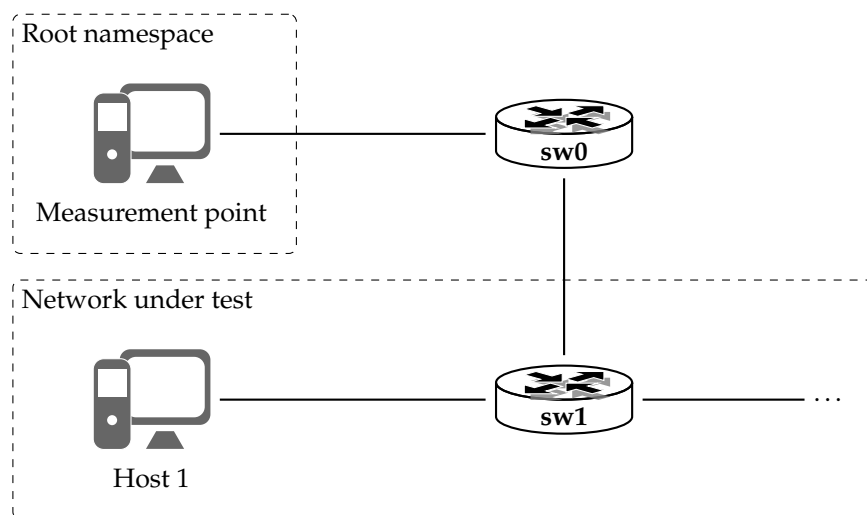 Root namespace
sw0
Measurement point
Network under test
sw1
...
Host 1